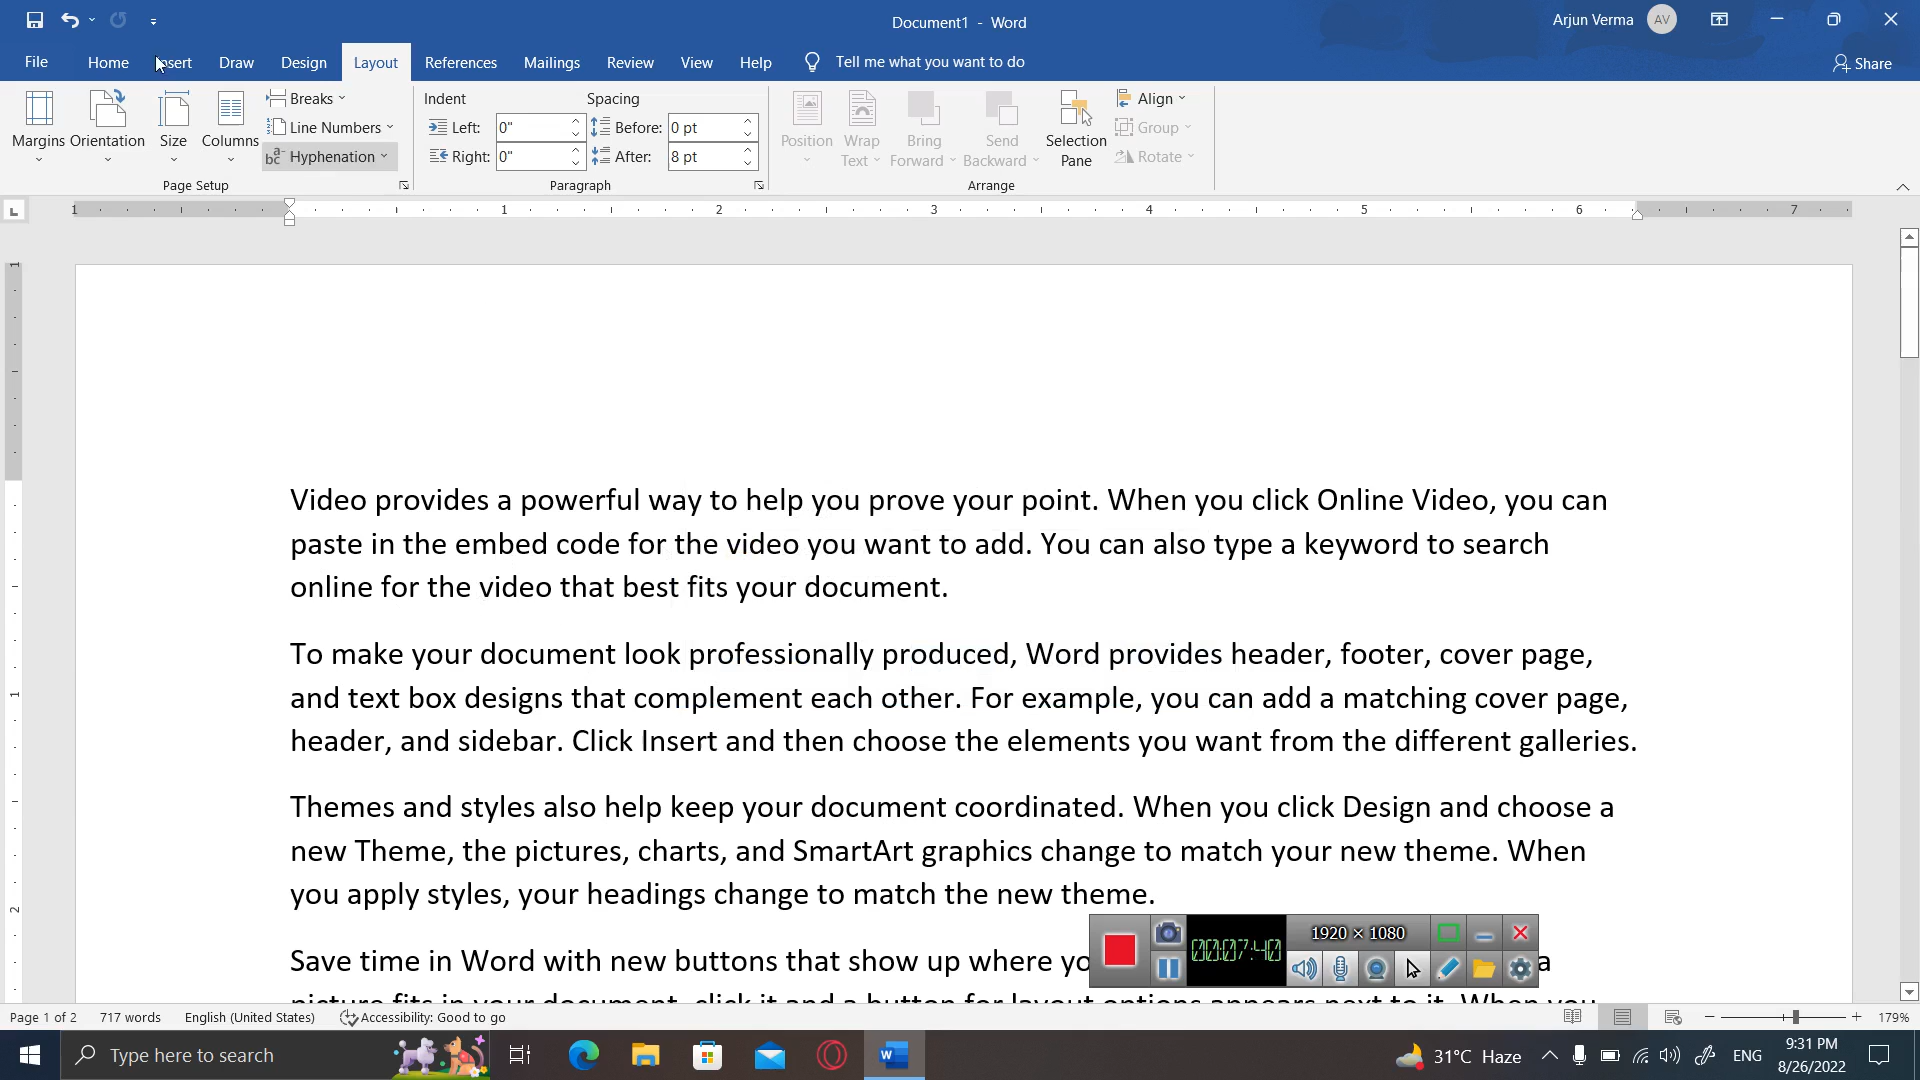 Document1 - Word
Arjun Verma AV
File Home Insert Draw Design Layout References Mailings Review View Help Tell me what you want to do Share
Margins Orientation Size Columns
Breaks
Line Numbers
Hyphenation
Page Setup
Indent Spacing
Left: 0" Before: 0 pt
Right: 0" After: 8 pt
Paragraph
Position Wrap Text Bring Forward Send Backward Selection Pane
Align
Group
Rotate
Arrange
L 1 1 2 3 4 5 6 7
1
1
2
Video provides a powerful way to help you prove your point. When you click Online Video, you can
paste in the embed code for the video you want to add. You can also type a keyword to search
online for the video that best fits your document.
To make your document look professionally produced, Word provides header, footer, cover page,
and text box designs that complement each other. For example, you can add a matching cover page,
header, and sidebar. Click Insert and then choose the elements you want from the different galleries.
Themes and styles also help keep your document coordinated. When you click Design and choose a
new Theme, the pictures, charts, and SmartArt graphics change to match your new theme. When
you apply styles, your headings change to match the new theme.
Save time in Word with new buttons that show up where a
picture fits in your document, click it and a button for layout options appears next to it. When you
00:07:40 1920 × 1080
Page 1 of 2 717 words English (United States) Accessibility: Good to go 179%
Type here to search 31°C Haze ENG 9:31 PM
8/26/2022